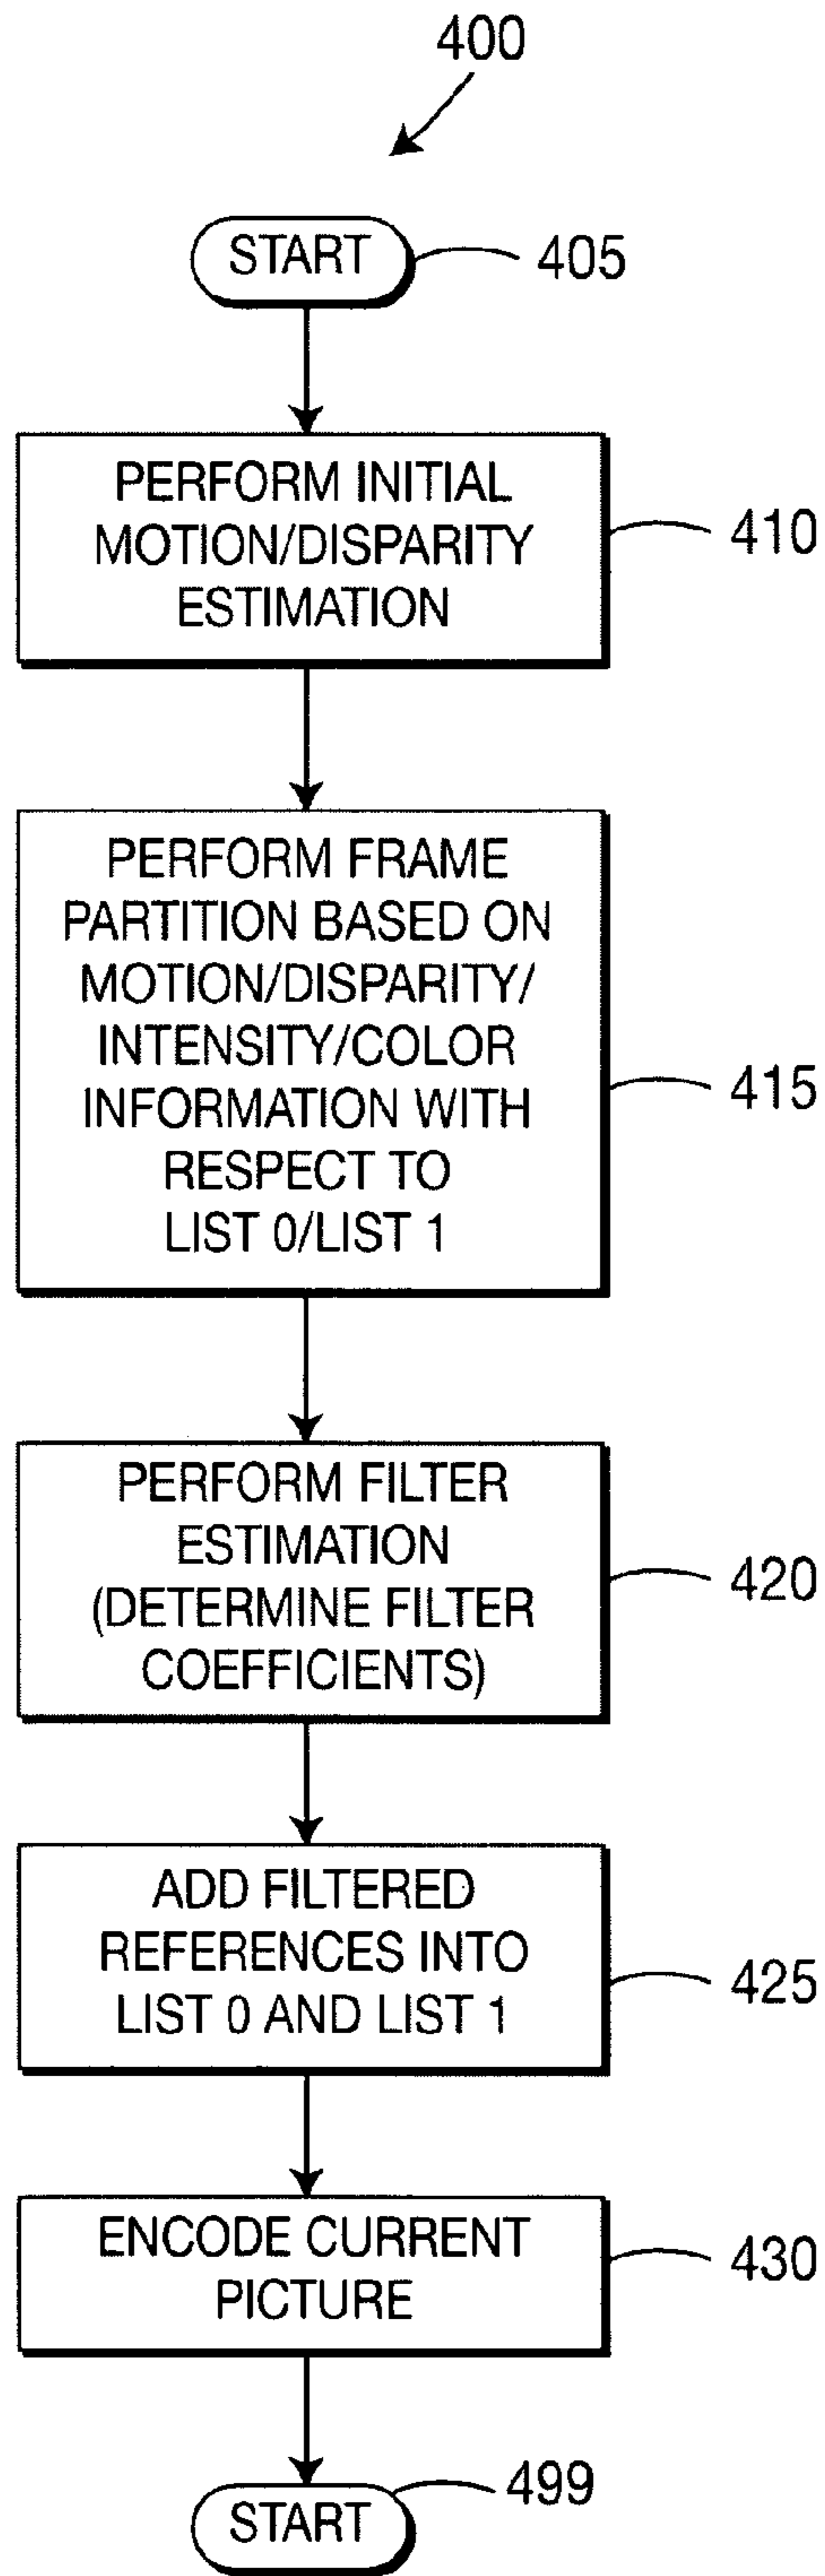 400
START
405
PERFORM INITIAL
MOTION/DISPARITY
ESTIMATION
410
PERFORM FRAME
PARTITION BASED ON
MOTION/DISPARITY/
INTENSITY/COLOR
INFORMATION WITH
RESPECT TO
LIST 0/LIST 1
415
PERFORM FILTER
ESTIMATION
(DETERMINE FILTER
COEFFICIENTS)
420
ADD FILTERED
REFERENCES INTO
LIST 0 AND LIST 1
425
ENCODE CURRENT
PICTURE
430
START
499